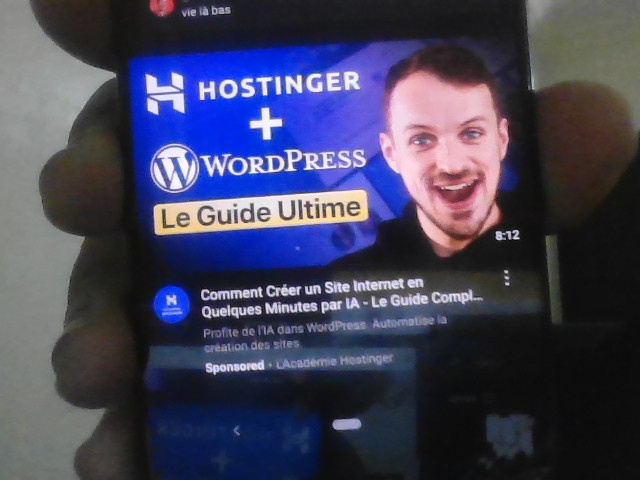 vie là bas
HOSTINGER
+
WORDPRESS
Le Guide Ultime
8:12
Comment Créer un Site Internet en
Quelques Minutes par IA - Le Guide Compl...
Profite de l'IA dans WordPress. Automatise la
création des sites
Sponsored · L'Académie Hostinger